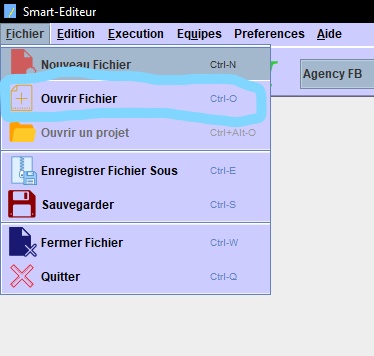 Smart-Editeur
Fichier Edition Execution Equipes Preferences Aide
Nouveau Fichier Ctrl-N
Agency FB
Ouvrir Fichier Ctrl-O
Ouvrir un projet Ctrl+Alt-O
Enregistrer Fichier Sous Ctrl-E
Sauvegarder Ctrl-S
Fermer Fichier Ctrl-W
Quitter Ctrl-Q